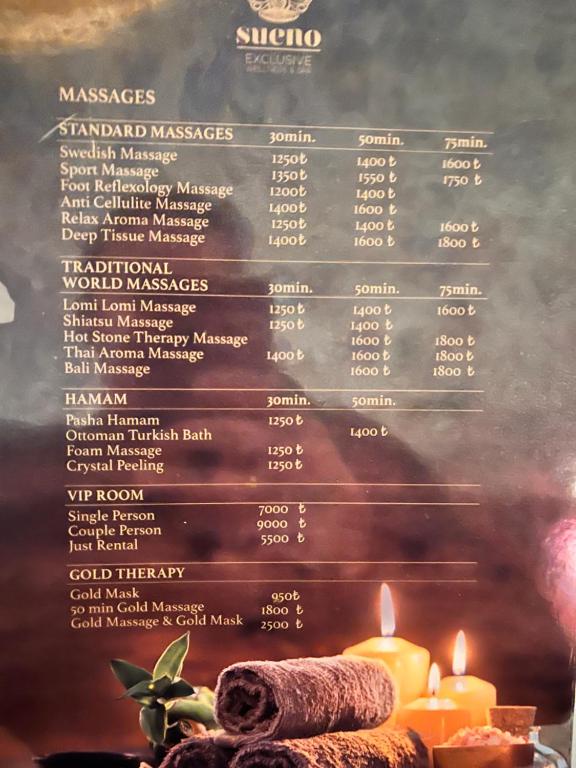 sueno
EXCLUSIVE
WELLNESS & SPA
MASSAGES
STANDARD MASSAGES 30min. 50min. 75min.
Swedish Massage 1250₺ 1400₺ 1600₺
Sport Massage 1350₺ 1550₺ 1750₺
Foot Reflexology Massage 1200₺ 1400₺
Anti Cellulite Massage 1400₺ 1600₺
Relax Aroma Massage 1250₺ 1400₺ 1600₺
Deep Tissue Massage 1400₺ 1600₺ 1800₺
TRADITIONAL
WORLD MASSAGES 30min. 50min. 75min.
Lomi Lomi Massage 1250₺ 1400₺ 1600₺
Shiatsu Massage 1250₺ 1400₺
Hot Stone Therapy Massage 1600₺ 1800₺
Thai Aroma Massage 1400₺ 1600₺ 1800₺
Bali Massage 1600₺ 1800₺
HAMAM 30min. 50min.
Pasha Hamam 1250₺
Ottoman Turkish Bath 1400₺
Foam Massage 1250₺
Crystal Peeling 1250₺
VIP ROOM
Single Person 7000 ₺
Couple Person 9000 ₺
Just Rental 5500 ₺
GOLD THERAPY
Gold Mask 950₺
50 min Gold Massage 1800 ₺
Gold Massage & Gold Mask 2500 ₺